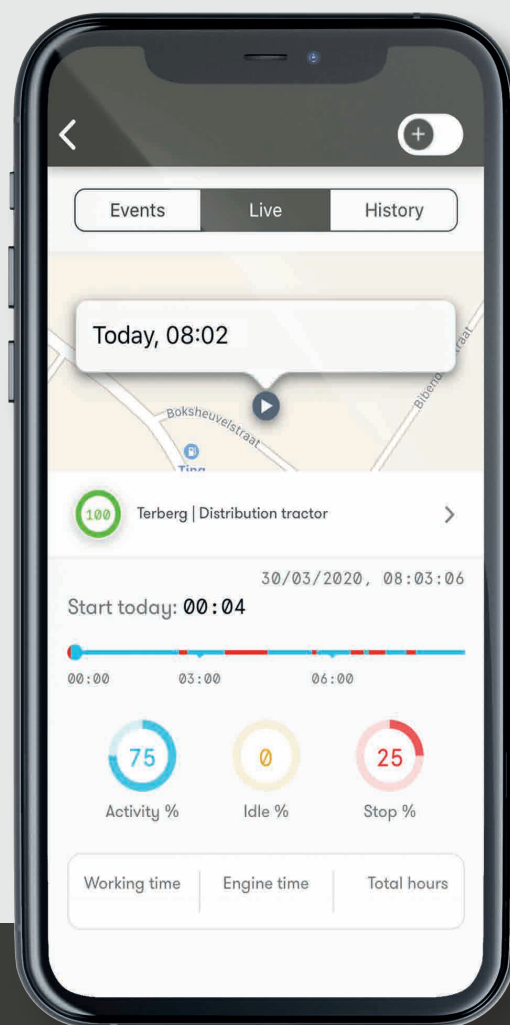 Events Live History
Today, 08:02
Boksheuvelstraat
Ting
Terberg | Distribution tractor
100
30/03/2020, 08:03:06
Start today: 00:04
00:00 03:00 06:00
75 0 25
Activity % Idle % Stop %
Working time Engine time Total hours